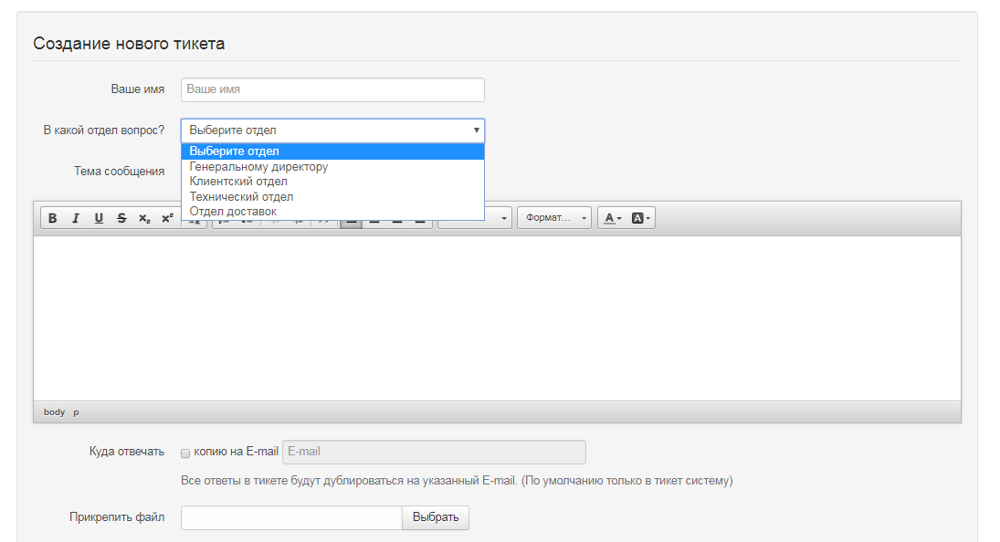 Создание нового тикета
Ваше имя Ваше имя
В какой отдел вопрос? Выберите отдел
Выберите отдел
Генеральному директору
Тема сообщения
Клиентский отдел
Технический отдел
Отдел доставок
B I U S x₂ x² Формат... A A
body p
Куда отвечать копию на E-mail E-mail
Все ответы в тикете будут дублироваться на указанный E-mail. (По умолчанию только в тикет систему)
Прикрепить файл Выбрать